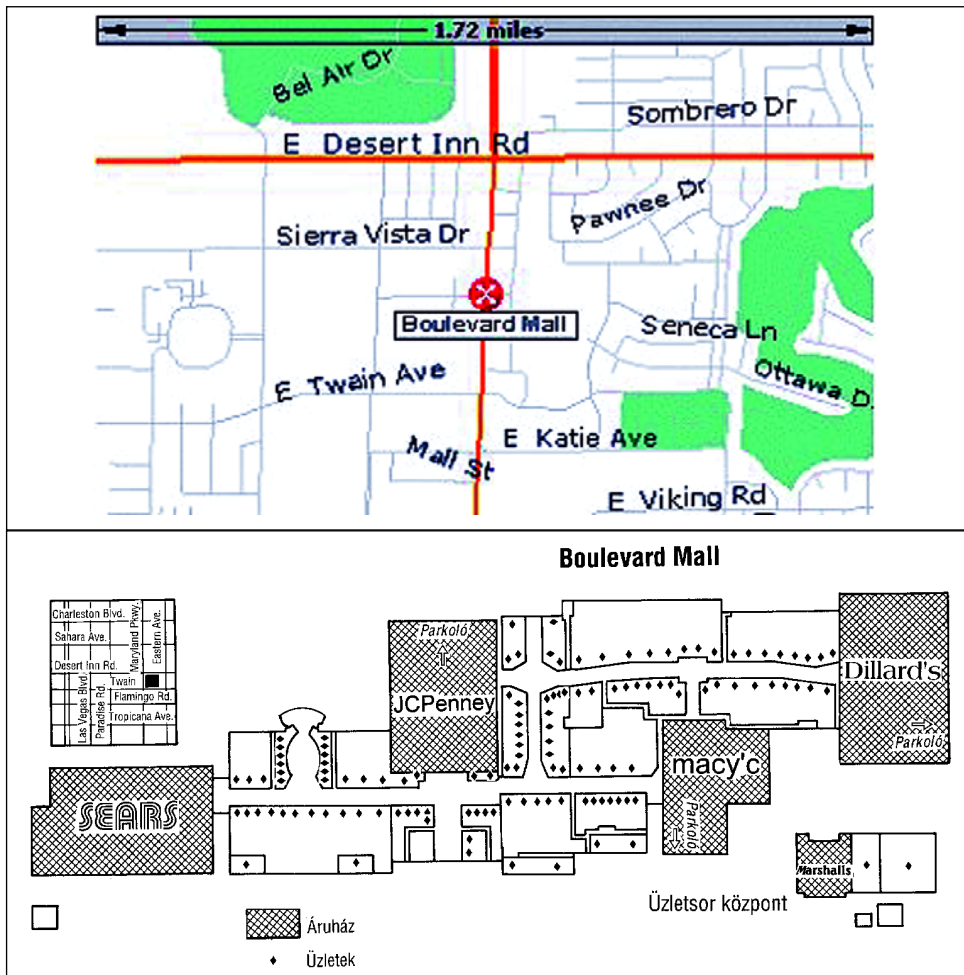 1.72 miles
Bel Air Dr
Sombrero Dr
E Desert Inn Rd
Pawnee Dr
Sierra Vista Dr
Boulevard Mall
Seneca Ln
E Twain Ave
Ottawa D
Mall St
E Katie Ave
E Viking Rd
Boulevard Mall
Charleston Blvd.
Sahara Ave.
Desert Inn Rd.
Twain
Flamingo Rd.
Tropicana Ave.
Las Vegas Blvd.
Paradise Rd.
Maryland Pkwy.
Eastern Ave.
Parkoló
JCPenney
Dillard's
Parkoló
macy'c
Parkoló
SEARS
Marshalls
Üzletsor központ
Áruház
Üzletek